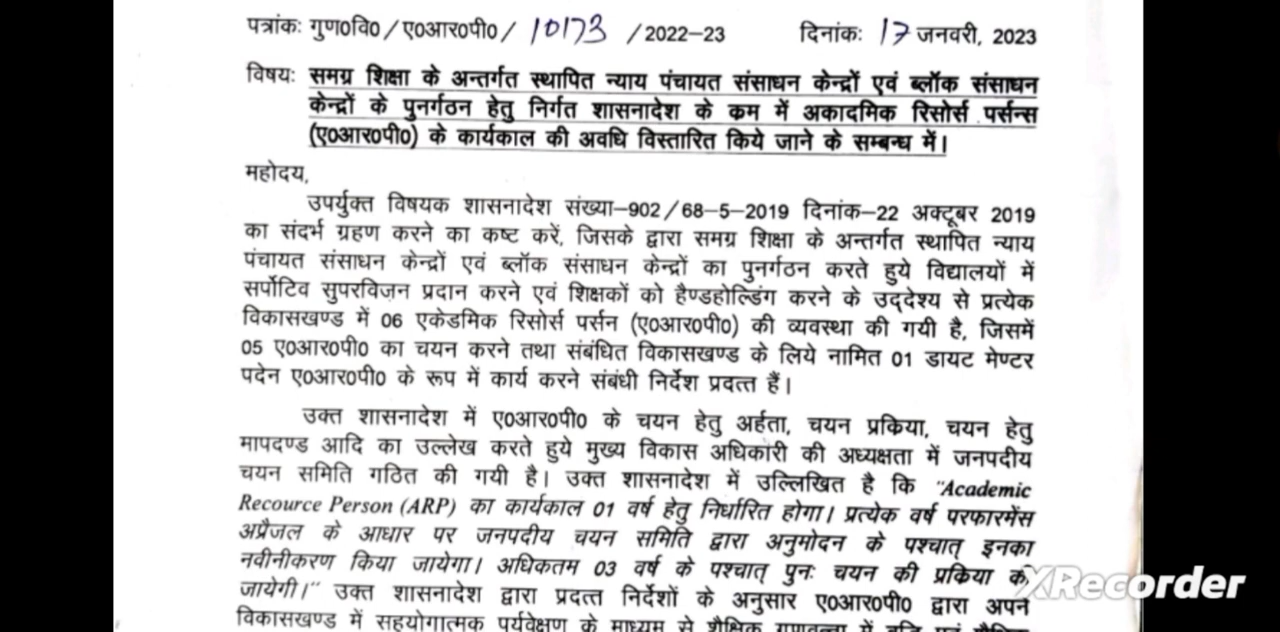 पत्रांकः गुण0वि0/ए0आर0पी0/ 10173 /2022-23 दिनांकः 17 जनवरी, 2023
विषयः समग्र शिक्षा के अन्तर्गत स्थापित न्याय पंचायत संसाधन केन्द्रों एवं ब्लॉक संसाधन
केन्द्रों के पुनर्गठन हेतु निर्गत शासनादेश के कम में अकादमिक रिसोर्स पर्सन्स
(ए0आर0पी0) के कार्यकाल की अवधि विस्तारित किये जाने के सम्बन्ध में।
महोदय,
उपर्युक्त विषयक शासनादेश संख्या-902/68-5-2019 दिनांक-22 अक्टूबर 2019
का संदर्भ ग्रहण करने का कष्ट करें, जिसके द्वारा समग्र शिक्षा के अन्तर्गत स्थापित न्याय
पंचायत संसाधन केन्द्रों एवं ब्लॉक संसाधन केन्द्रों का पुनर्गठन करते हुये विद्यालयों में
सर्पोटिव सुपरविज़न प्रदान करने एवं शिक्षकों को हैण्डहोल्डिंग करने के उद्देश्य से प्रत्येक
विकासखण्ड में 06 एकेडमिक रिसोर्स पर्सन (ए0आर0पी0) की व्यवस्था की गयी है, जिसमें
05 ए0आर0पी0 का चयन करने तथा संबंधित विकासखण्ड के लिये नामित 01 डायट मेण्टर
पदेन ए0आर0पी0 के रूप में कार्य करने संबंधी निर्देश प्रदत्त हैं।
उक्त शासनादेश में ए0आर0पी0 के चयन हेतु अर्हता, चयन प्रक्रिया, चयन हेतु
मापदण्ड आदि का उल्लेख करते हुये मुख्य विकास अधिकारी की अध्यक्षता में जनपदीय
चयन समिति गठित की गयी है। उक्त शासनादेश में उल्लिखित है कि "Academic
Recource Person (ARP) का कार्यकाल 01 वर्ष हेतु निर्धारित होगा। प्रत्येक वर्ष परफारमेंस
अप्रैजल के आधार पर जनपदीय चयन समिति द्वारा अनुमोदन के पश्चात् इनका
नवीनीकरण किया जायेगा। अधिकतम 03 वर्ष के पश्चात् पुनः चयन की प्रक्रिया की
जायेगी।" उक्त शासनादेश द्वारा प्रदत्त निर्देशों के अनुसार ए0आर0पी0 द्वारा अपने
विकासखण्ड में सहयोगात्मक पर्यवेक्षण के माध्यम से शैक्षिक गुणवत्ता में वृद्धि एवं शैक्षिक
XRecorder